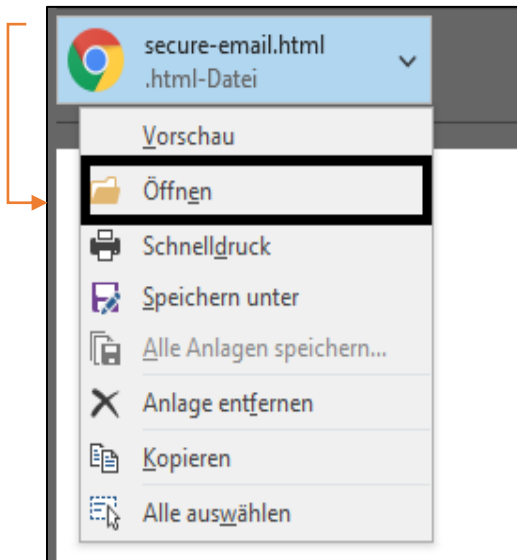 secure-email.html
.html-Datei
Vorschau
Öffnen
Schnelldruck
Speichern unter
Alle Anlagen speichern...
Anlage entfernen
Kopieren
Alle auswählen